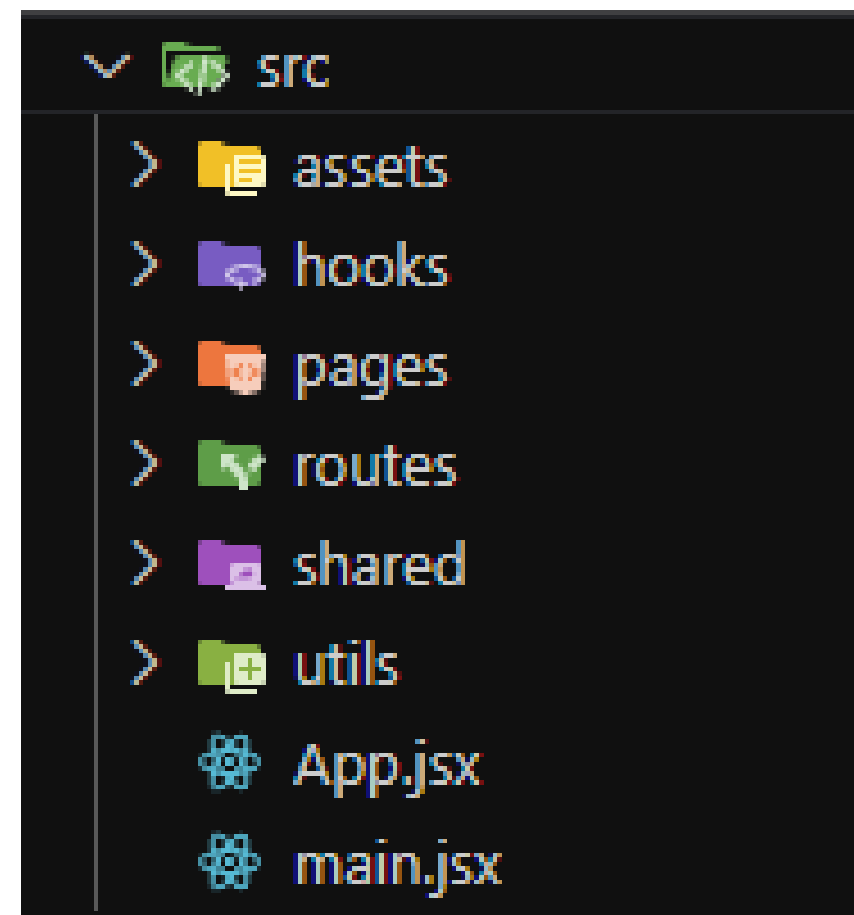 src
assets
hooks
pages
routes
shared
utils
App.jsx
main.jsx